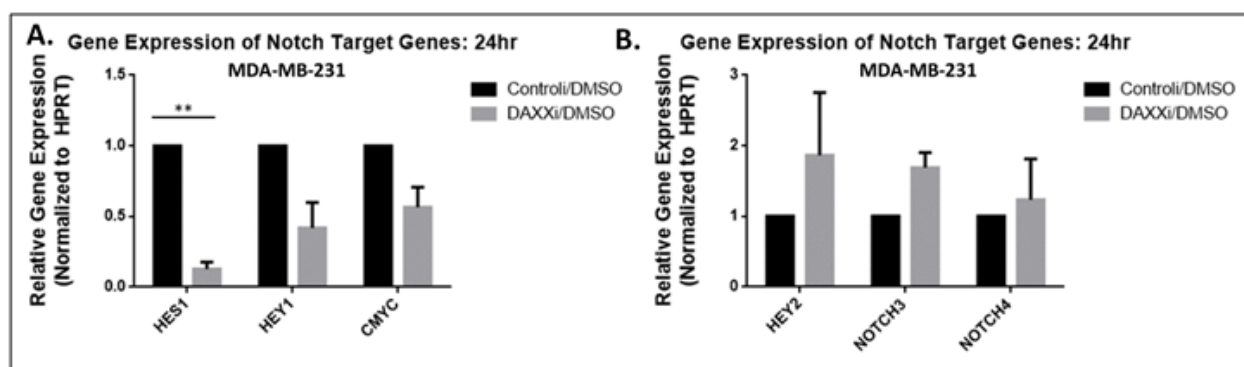 A.
Gene Expression of Notch Target Genes: 24hr
MDA-MB-231
Relative Gene Expression
(Normalized to HPRT)
1.5
1.0
0.5
0.0
**
Controli/DMSO
DAXXi/DMSO
HES1
HEY1
CMYC
B.
Gene Expression of Notch Target Genes: 24hr
MDA-MB-231
Relative Gene Expression
(Normalized to HPRT)
3
2
1
0
Controli/DMSO
DAXXi/DMSO
HEY2
NOTCH3
NOTCH4